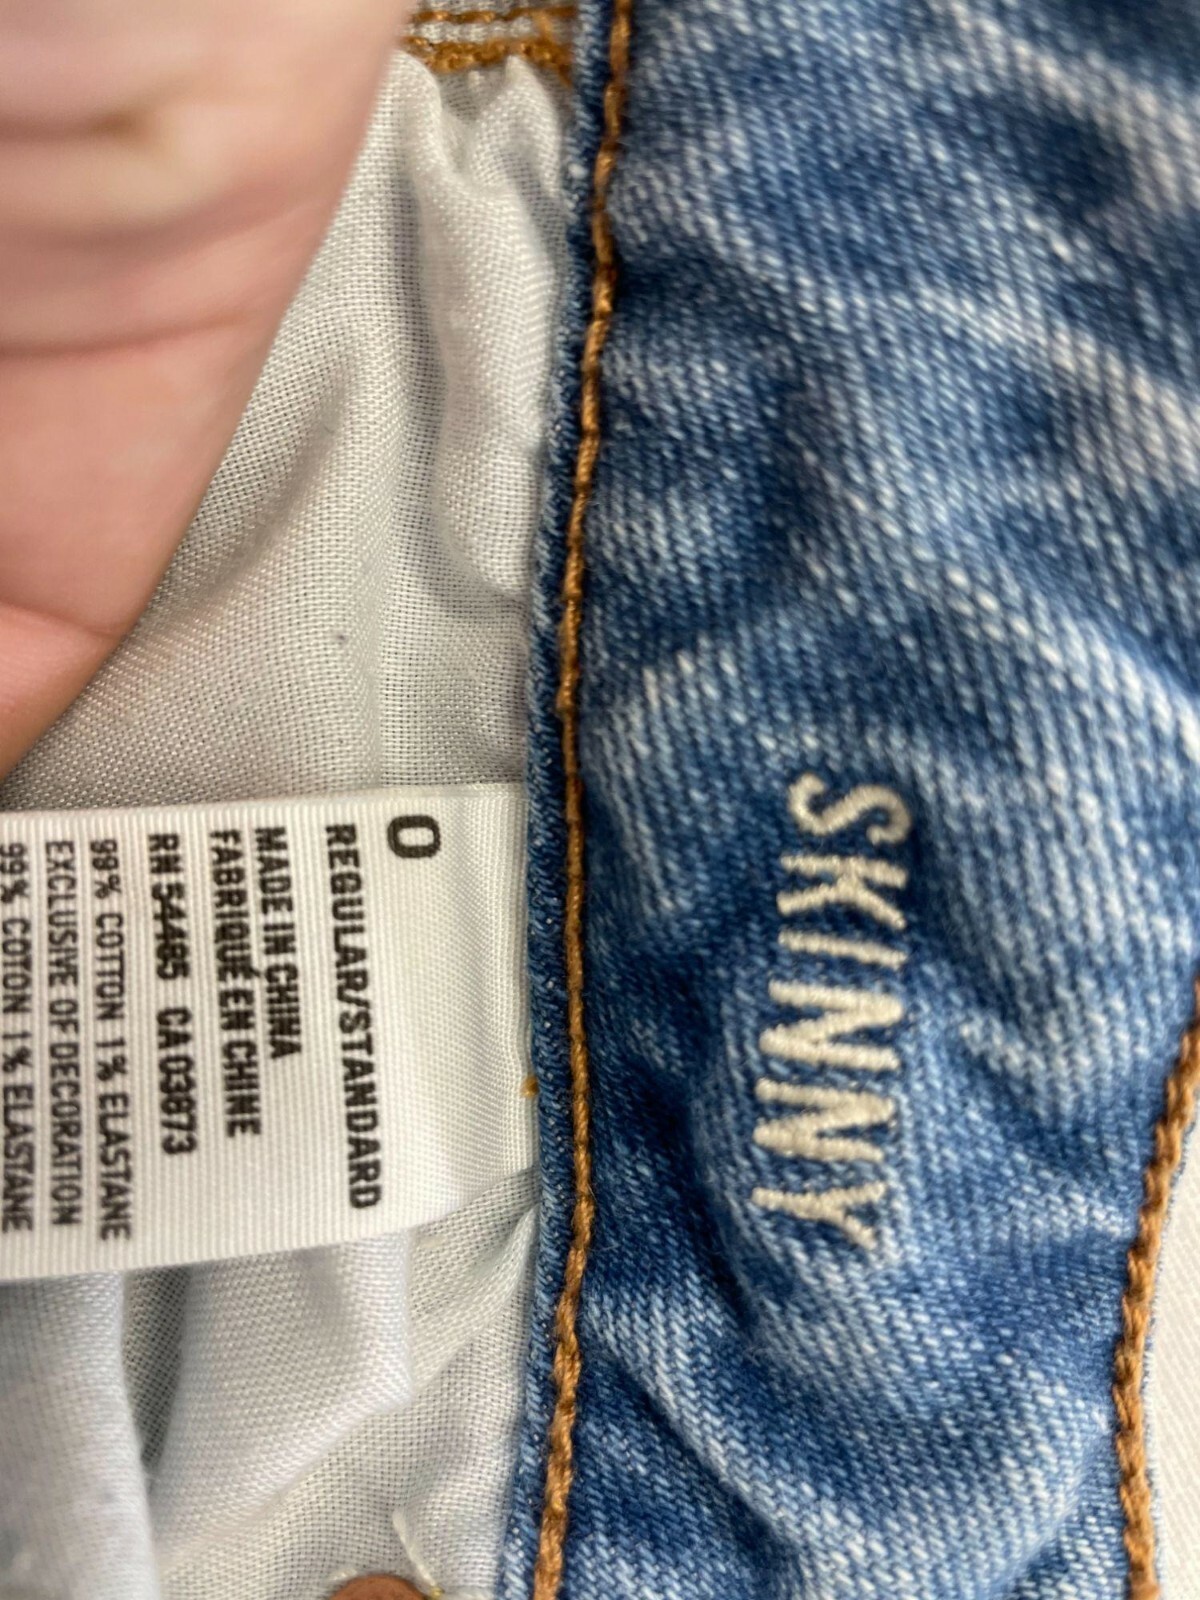 SKINNY
0
REGULAR/STANDARD
MADE IN CHINA
FABRIQUÉ EN CHINE
RN 54485 CA 03873
99% COTTON 1% ELASTANE
EXCLUSIVE OF DECORATION
99% COTON 1% ELASTANE